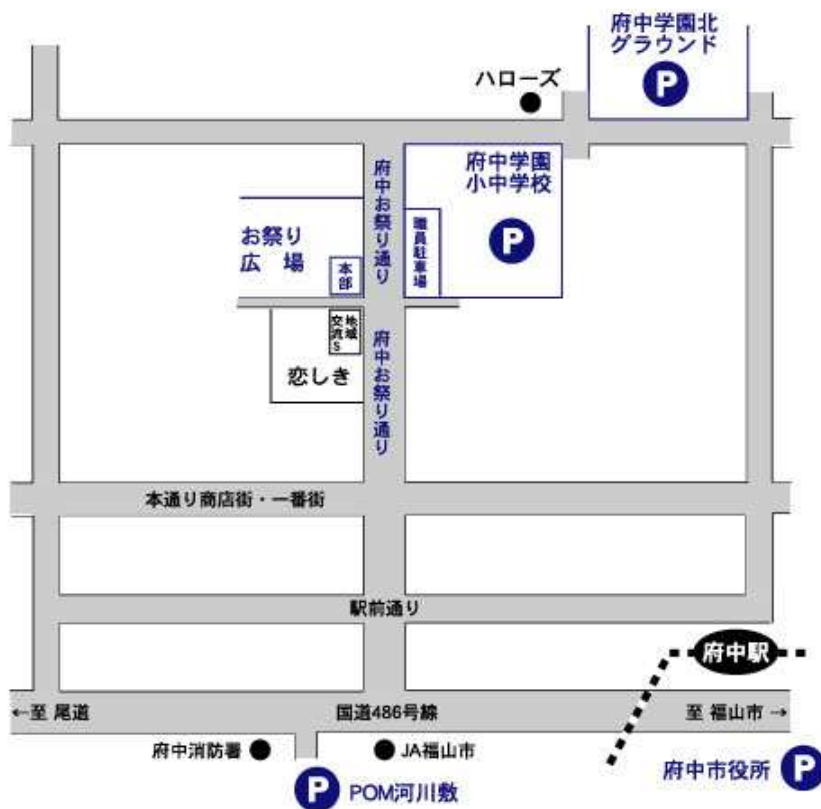 府中学園北
グラウンド
P
ハローズ
府中学園
小中学校
P
府中お祭り通り
職員駐車場
お祭り
広 場
本部
地域
交流S
恋しき
府中お祭り通り
本通り商店街・一番街
駅前通り
府中駅
←至 尾道
国道486号線
至 福山市 →
府中消防署
JA福山市
府中市役所 P
P POM河川敷